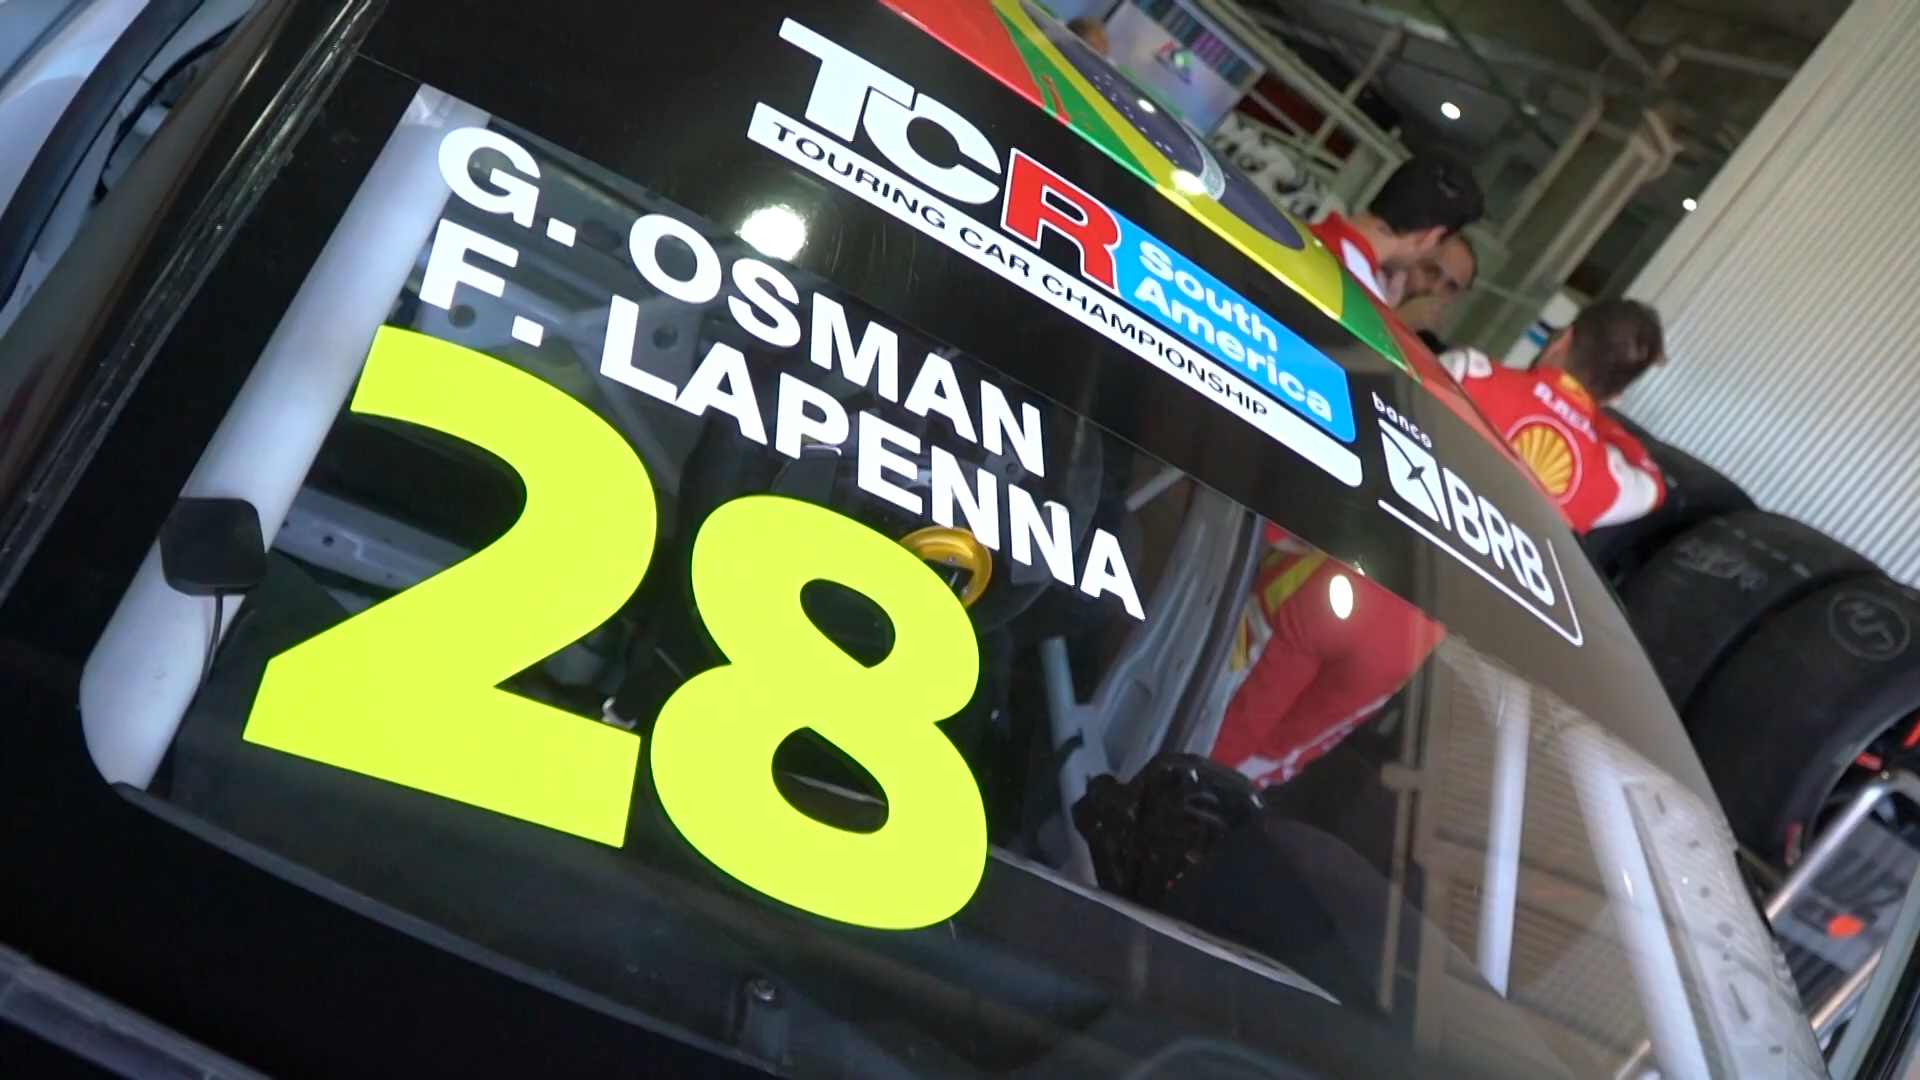 TCR
South
America
TOURING CAR CHAMPIONSHIP
banco
BRB
G. OSMAN
F. LAPENNA
28